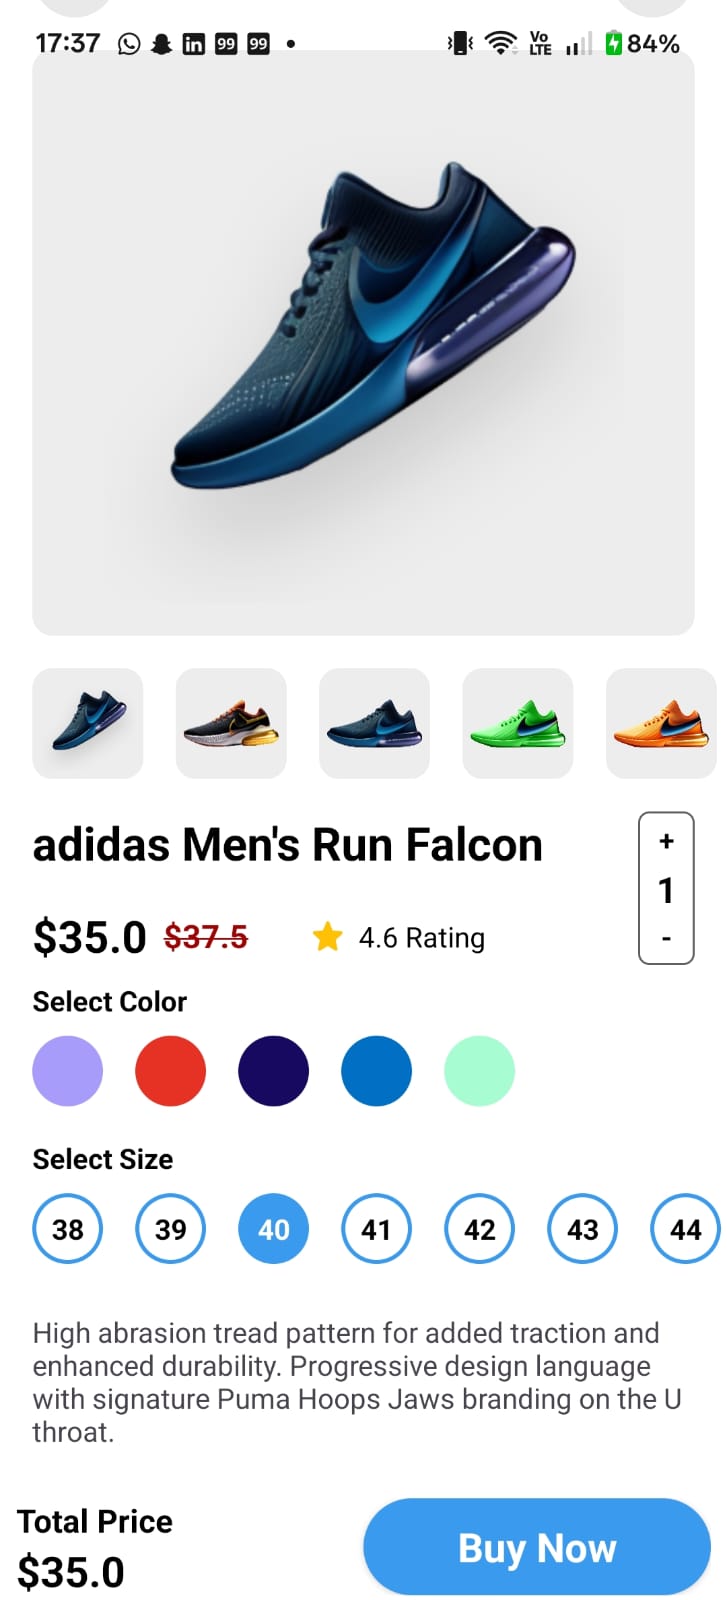 17:37 99 99 Vo LTE 84%
adidas Men's Run Falcon
+
1
-
$35.0 $37.5 4.6 Rating
Select Color
Select Size
38 39 40 41 42 43 44
High abrasion tread pattern for added traction and
enhanced durability. Progressive design language
with signature Puma Hoops Jaws branding on the U
throat.
Total Price
$35.0
Buy Now